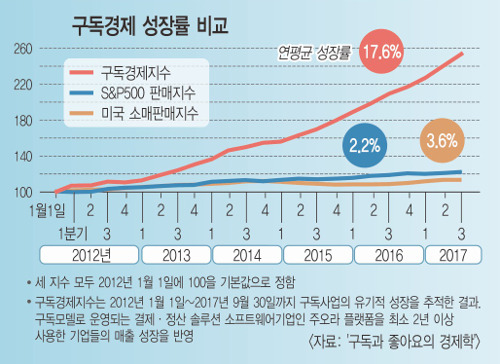 구독경제 성장률 비교
260
220
180
140
100
구독경제지수
S&P500 판매지수
미국 소매판매지수
연평균 성장률
17.6%
2.2%
3.6%
1월1일 2 4 2 4 2 4 2 4 2 4 2
1분기 3 1 3 1 3 1 3 1 3 1 3
2012년 2013 2014 2015 2016 2017
• 세 지수 모두 2012년 1월 1일에 100을 기본값으로 정함
• 구독경제지수는 2012년 1월 1일~2017년 9월 30일까지 구독사업의 유기적 성장을 추적한 결과.
구독모델로 운영되는 결제·정산 솔루션 소프트웨어기업인 주오라 플랫폼을 최소 2년 이상
사용한 기업들의 매출 성장을 반영
〈자료: '구독과 좋아요의 경제학'〉